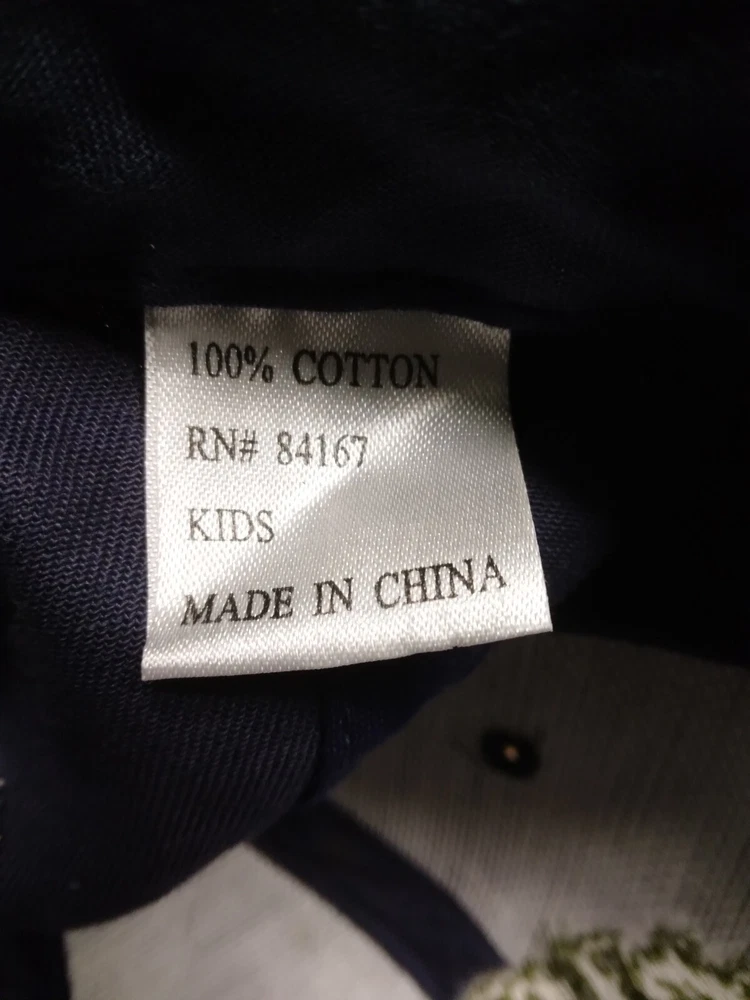 100% COTTON
RN# 84167
KIDS
MADE IN CHINA